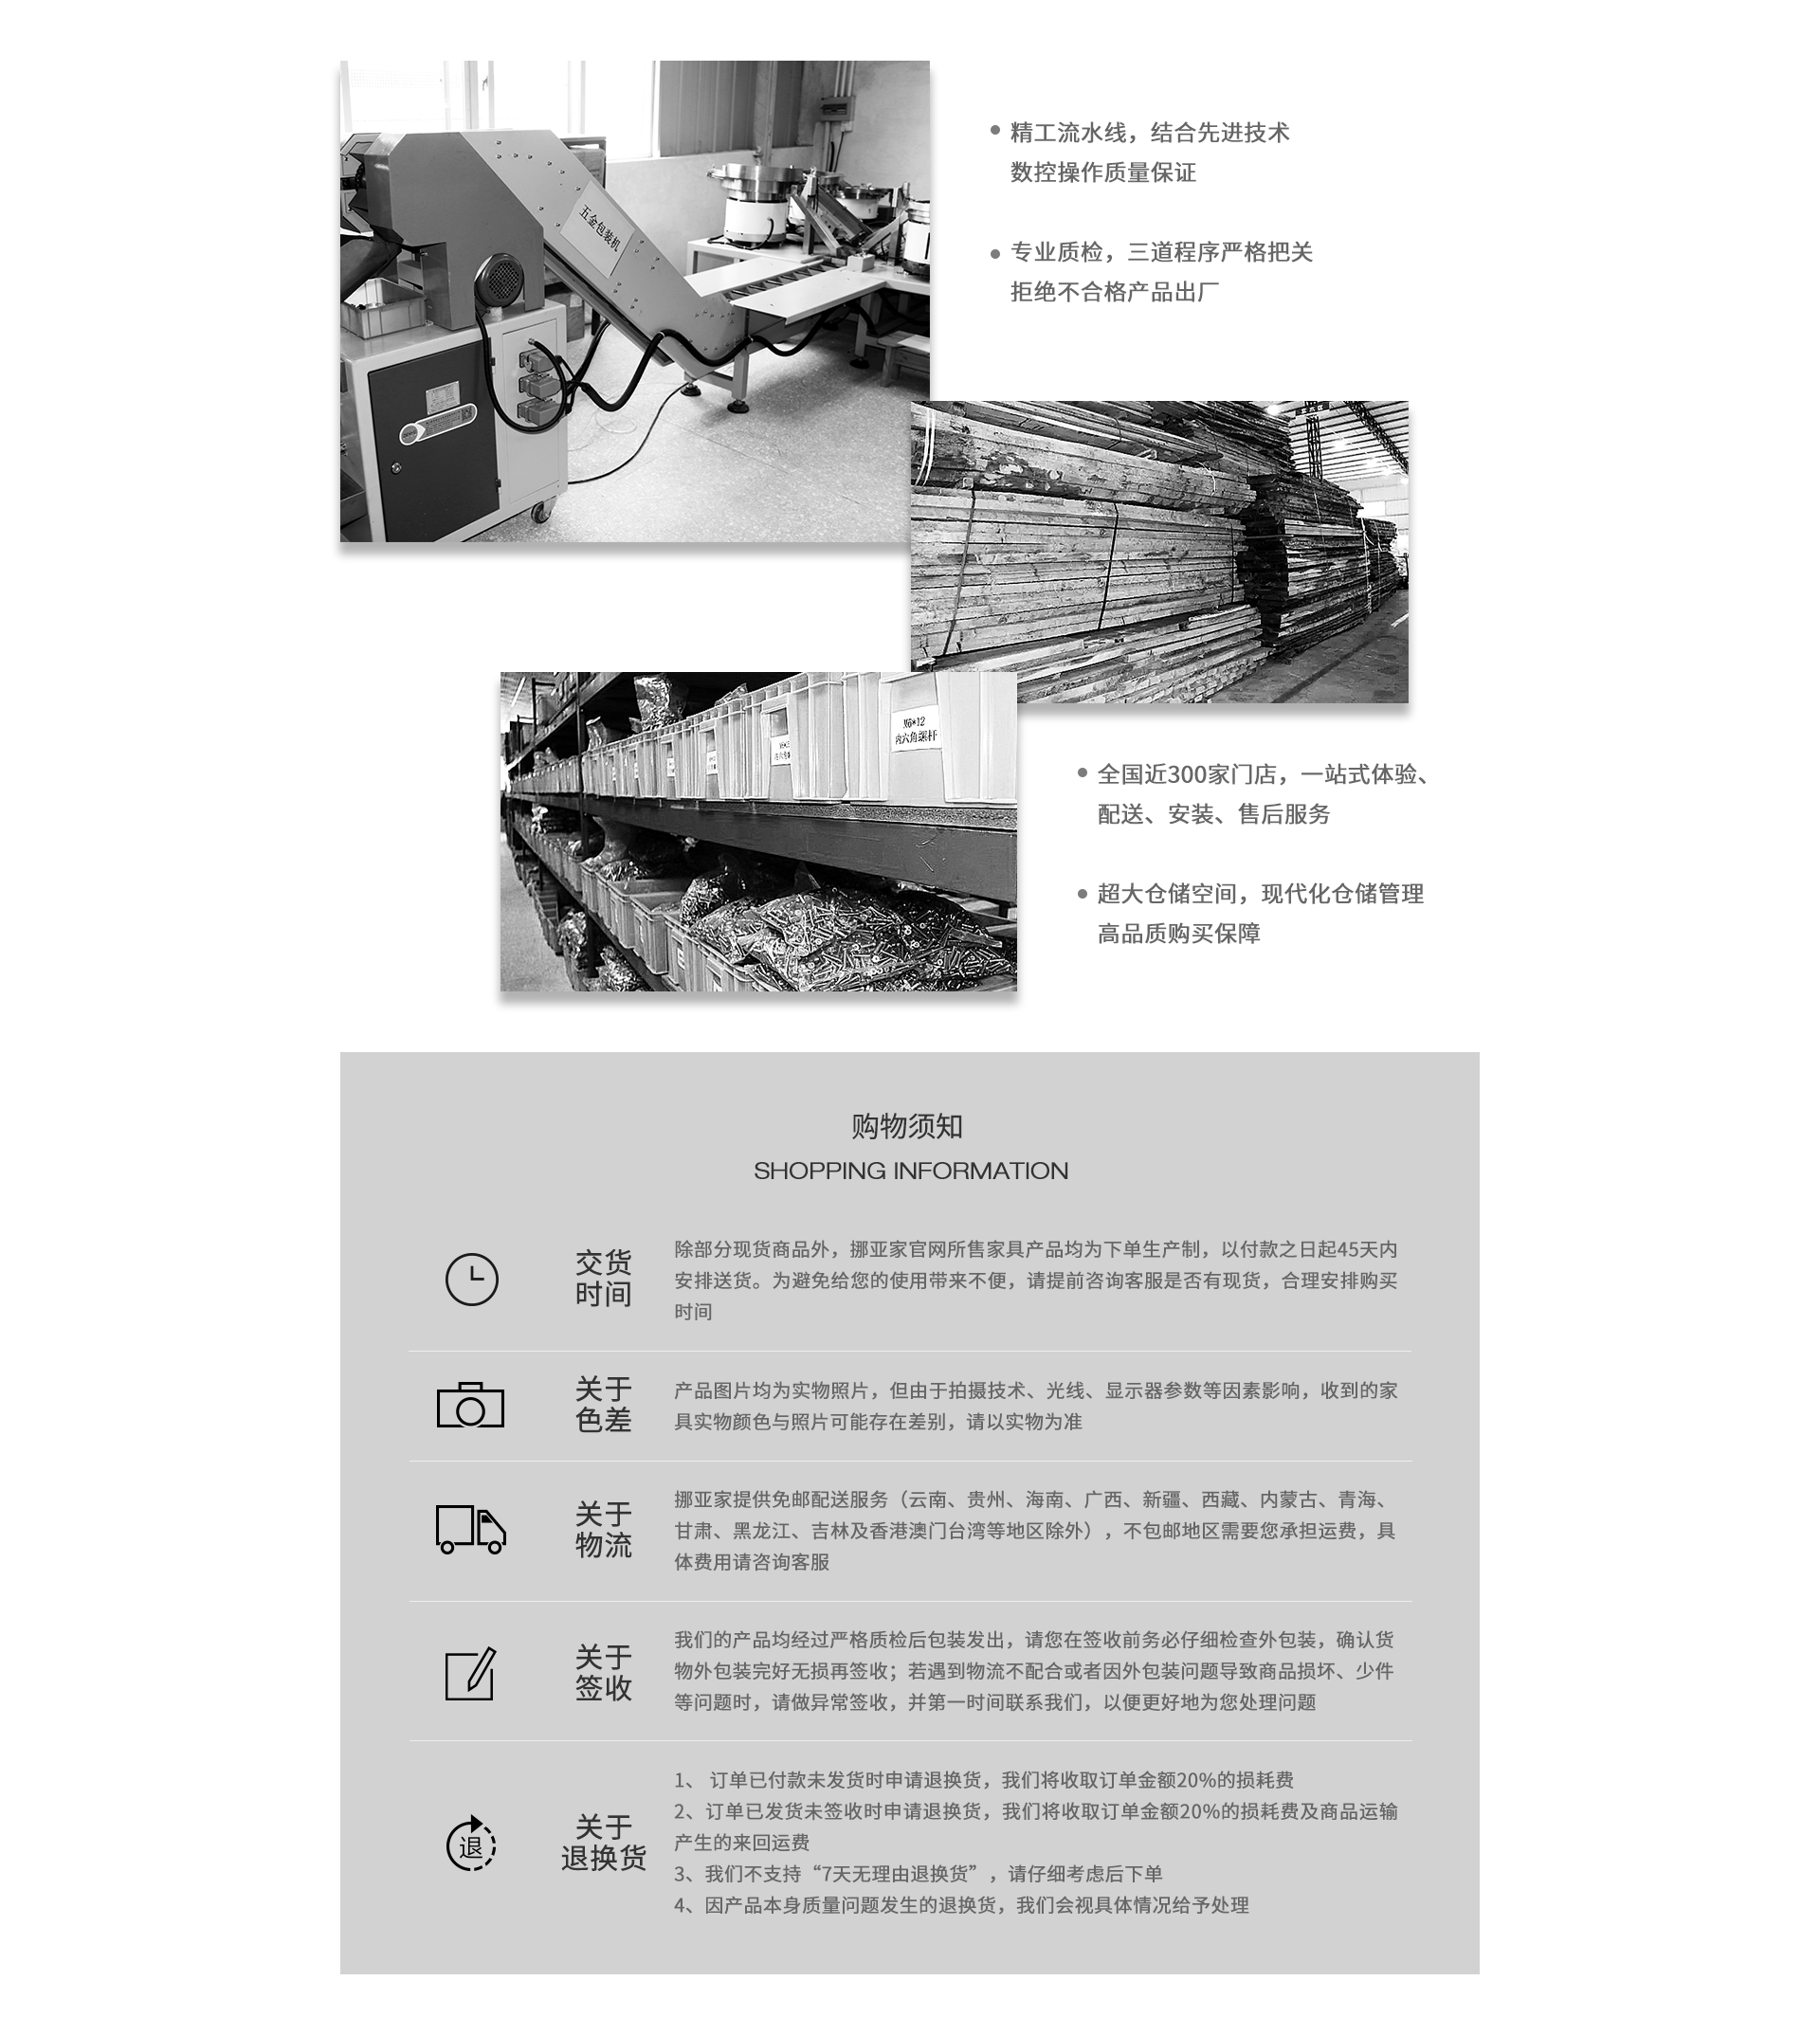 五金包装机
精工流水线，结合先进技术
数控操作质量保证
专业质检，三道程序严格把关
拒绝不合格产品出厂
M6*12
内六角螺杆
全国近300家门店，一站式体验、
配送、安装、售后服务
超大仓储空间，现代化仓储管理
高品质购买保障
购物须知
SHOPPING INFORMATION
交货
时间
除部分现货商品外，挪亚家官网所售家具产品均为下单生产制，以付款之日起45天内
安排送货。为避免给您的使用带来不便，请提前咨询客服是否有现货，合理安排购买
时间
关于
色差
产品图片均为实物照片，但由于拍摄技术、光线、显示器参数等因素影响，收到的家
具实物颜色与照片可能存在差别，请以实物为准
关于
物流
挪亚家提供免邮配送服务（云南、贵州、海南、广西、新疆、西藏、内蒙古、青海、
甘肃、黑龙江、吉林及香港澳门台湾等地区除外），不包邮地区需要您承担运费，具
体费用请咨询客服
关于
签收
我们的产品均经过严格质检后包装发出，请您在签收前务必仔细检查外包装，确认货
物外包装完好无损再签收；若遇到物流不配合或者因外包装问题导致商品损坏、少件
等问题时，请做异常签收，并第一时间联系我们，以便更好地为您处理问题
退
关于
退换货
1、 订单已付款未发货时申请退换货，我们将收取订单金额20%的损耗费
2、订单已发货未签收时申请退换货，我们将收取订单金额20%的损耗费及商品运输
产生的来回运费
3、我们不支持“7天无理由退换货”，请仔细考虑后下单
4、因产品本身质量问题发生的退换货，我们会视具体情况给予处理